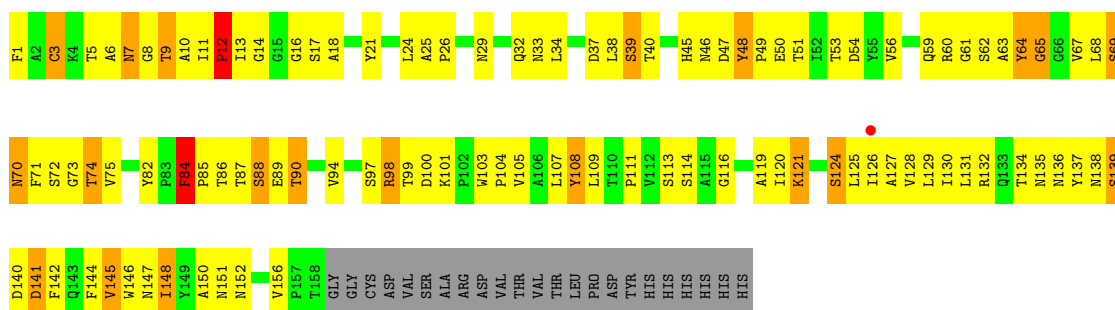 F1 A2 C3 K4 T5 A6 N7 G8 T9 A10 I11 P12 I13 G14 G15 G16 S17 A18 Y21 L24 A25 P26 N29 Q32 N33 L34 D37 L38 S39 T40 H45 N46 D47 Y48 P49 E50 T51 I52 T53 D54 Y55 V56 Q59 R60 G61 S62 A63 Y64 G65 G66 V67 L68 S69
N70 F71 S72 G73 T74 V75 Y82 P83 F84 P85 T86 T87 S88 E89 T90 V94 S97 R98 T99 D100 K101 P102 W103 P104 V105 A106 L107 Y108 L109 T110 P111 V112 S113 S114 A115 G116 A119 I120 K121 S124 L125 I126 A127 V128 L129 I130 L131 R132 Q133 T134 N135 N136 Y137 N138 S139
D140 D141 F142 Q143 F144 V145 W146 N147 I148 Y149 A150 N151 N152 V156 P157 T158 GLY GLY CYS ASP VAL SER ALA ARG ASP VAL THR VAL THR LEU PRO ASP TYR HIS HIS HIS HIS HIS HIS